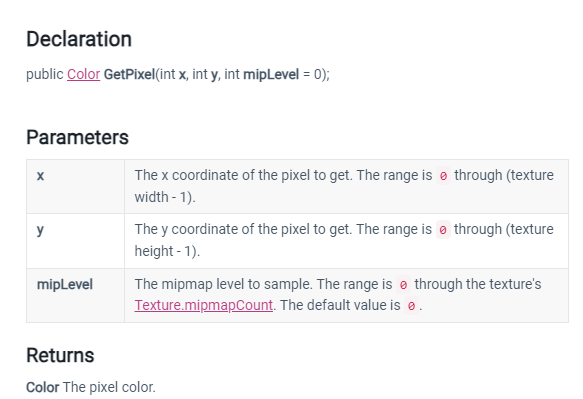 Declaration
public Color GetPixel(int x, int y, int mipLevel = 0);
Parameters
x The x coordinate of the pixel to get. The range is 0 through (texture
width - 1).
y The y coordinate of the pixel to get. The range is 0 through (texture
height - 1).
mipLevel The mipmap level to sample. The range is 0 through the texture's
Texture.mipmapCount. The default value is 0 .
Returns
Color The pixel color.